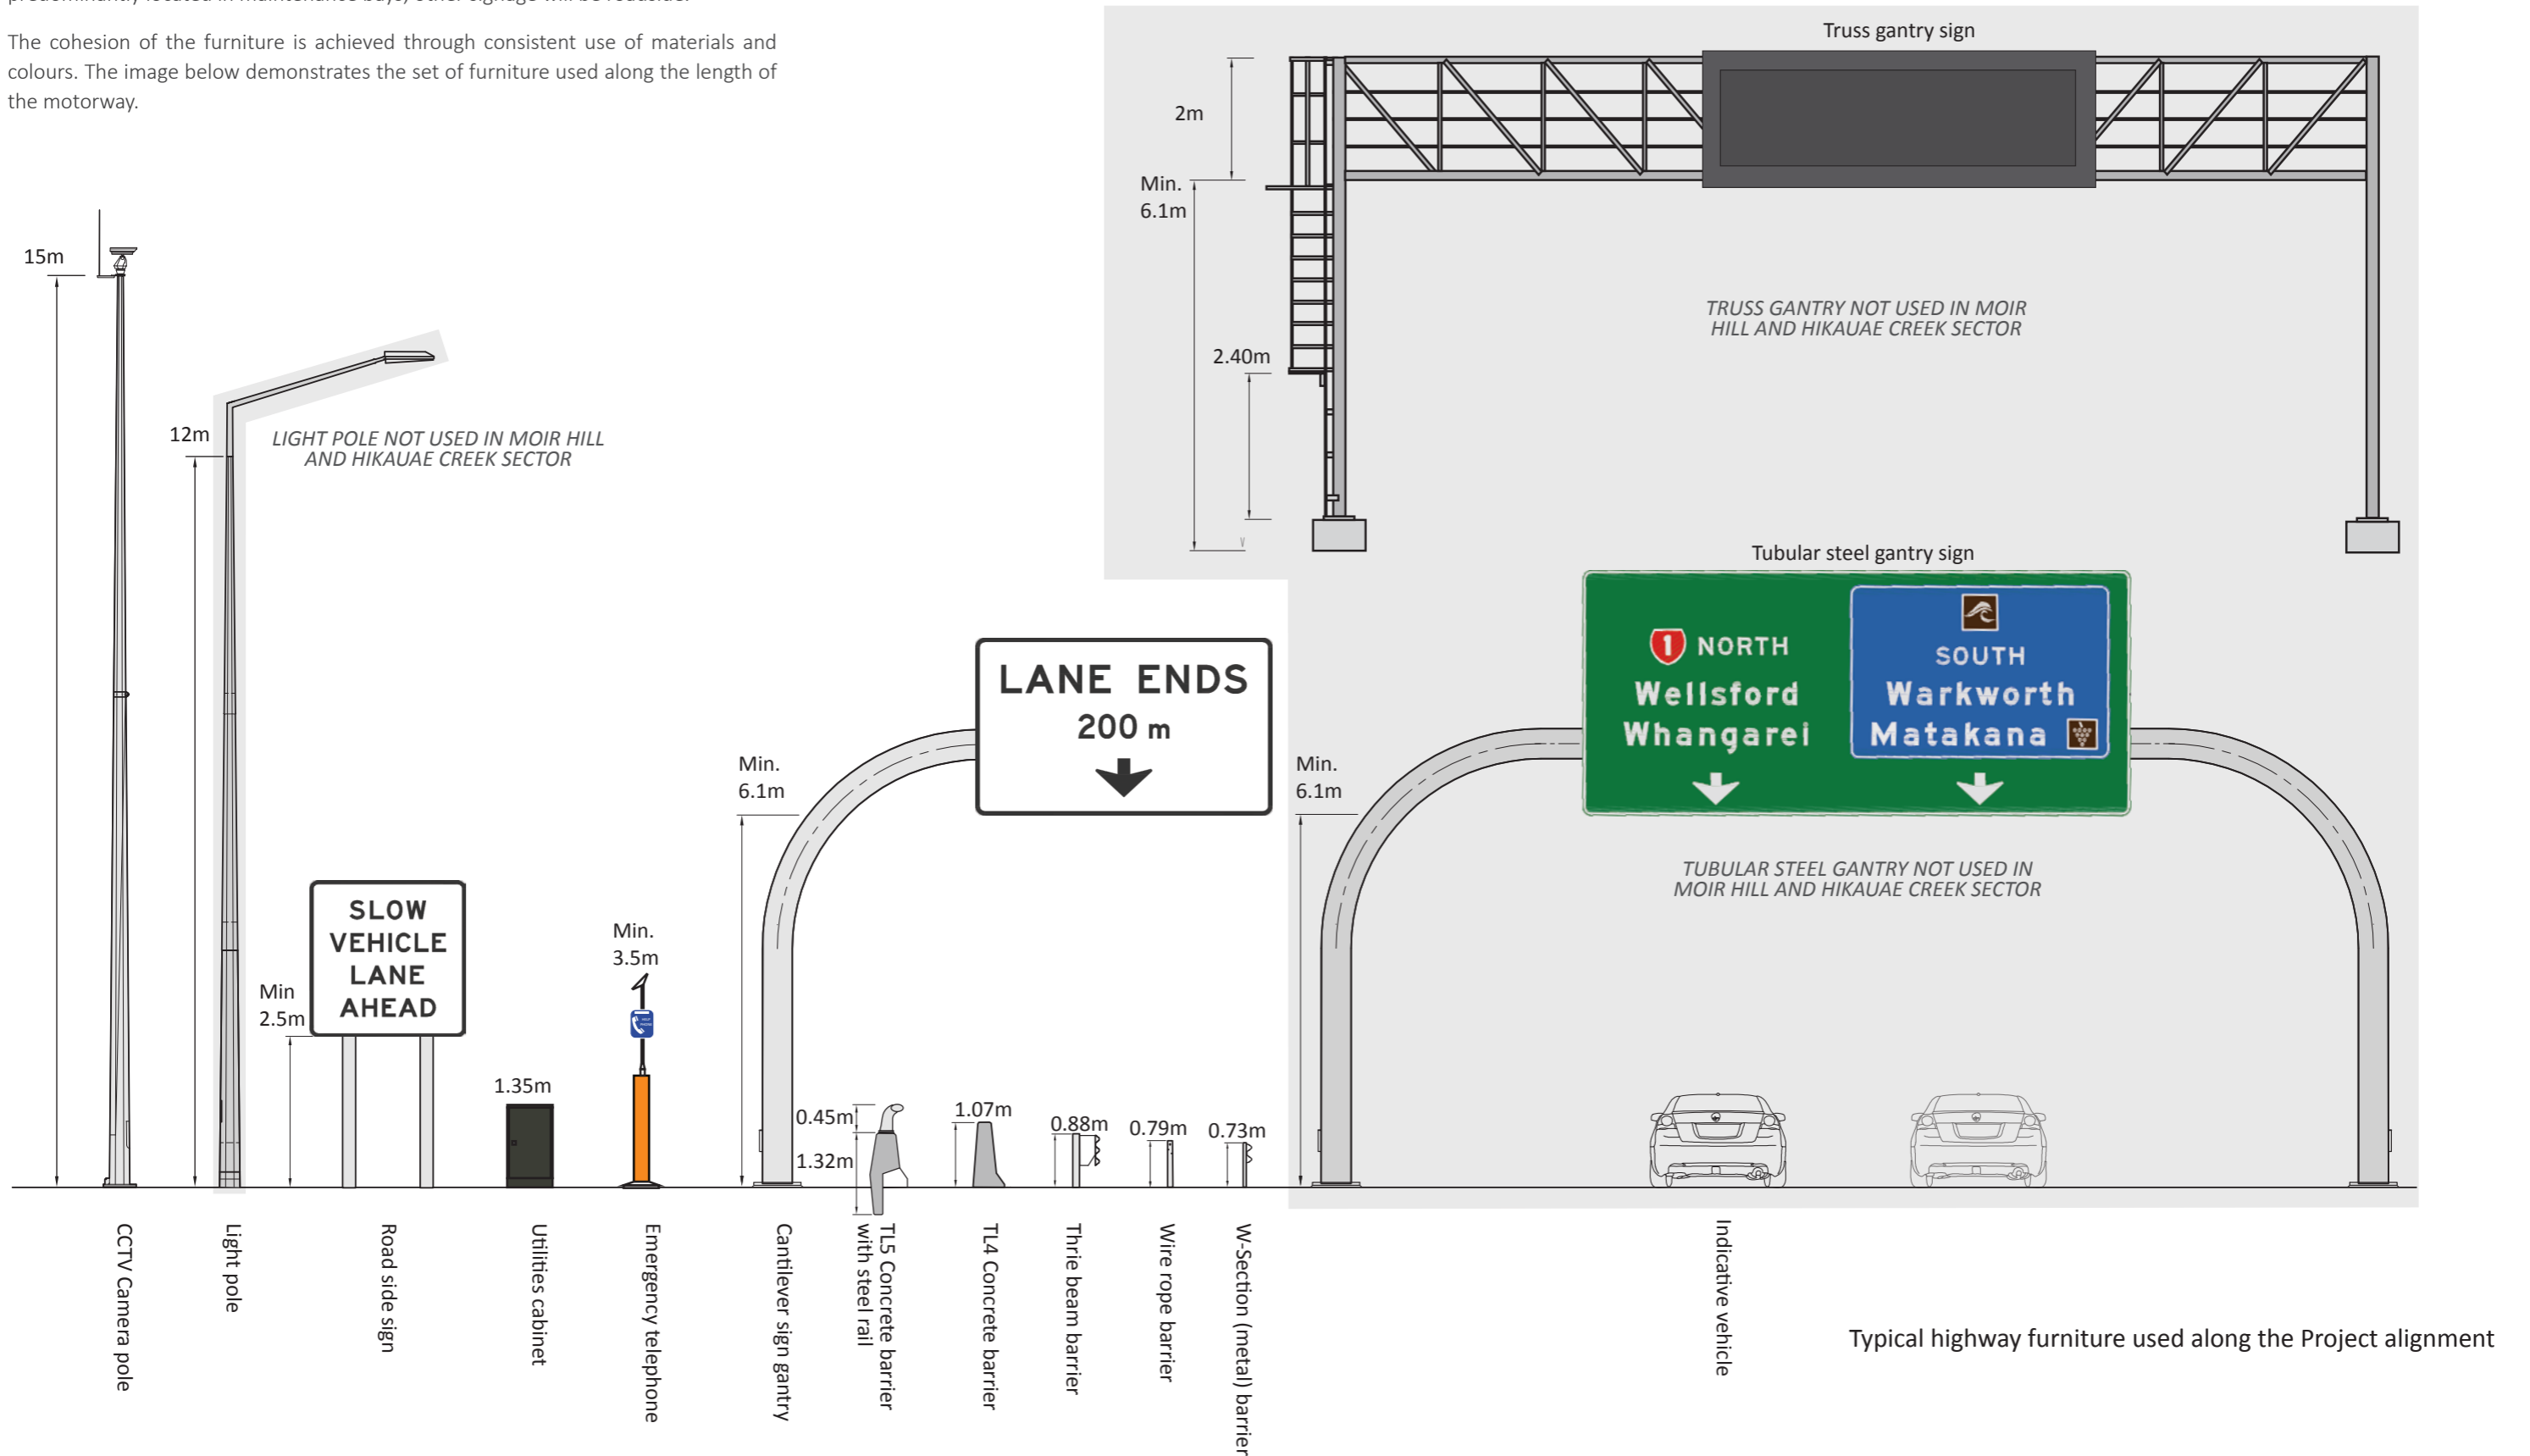 The cohesion of the furniture is achieved through consistent use of materials and
colours. The image below demonstrates the set of furniture used along the length of
the motorway.
Truss gantry sign
2m
Min.
6.1m
2.40m
TRUSS GANTRY NOT USED IN MOIR
HILL AND HIKAUAE CREEK SECTOR
15m
12m
LIGHT POLE NOT USED IN MOIR HILL
AND HIKAUAE CREEK SECTOR
Tubular steel gantry sign
1 NORTH
Wellsford
Whangarei
SOUTH
Warkworth
Matakana
Min.
6.1m
TUBULAR STEEL GANTRY NOT USED IN
MOIR HILL AND HIKAUAE CREEK SECTOR
LANE ENDS
200 m
Min.
6.1m
SLOW
VEHICLE
LANE
AHEAD
Min
2.5m
1.35m
Min.
3.5m
0.45m
1.32m
1.07m
0.88m
0.79m
0.73m
CCTV Camera pole
Light pole
Road side sign
Utilities cabinet
Emergency telephone
Cantilever sign gantry
TL5 Concrete barrier
with steel rail
TL4 Concrete barrier
Thrie beam barrier
Wire rope barrier
W-Section (metal) barrier
Indicative vehicle
Typical highway furniture used along the Project alignment